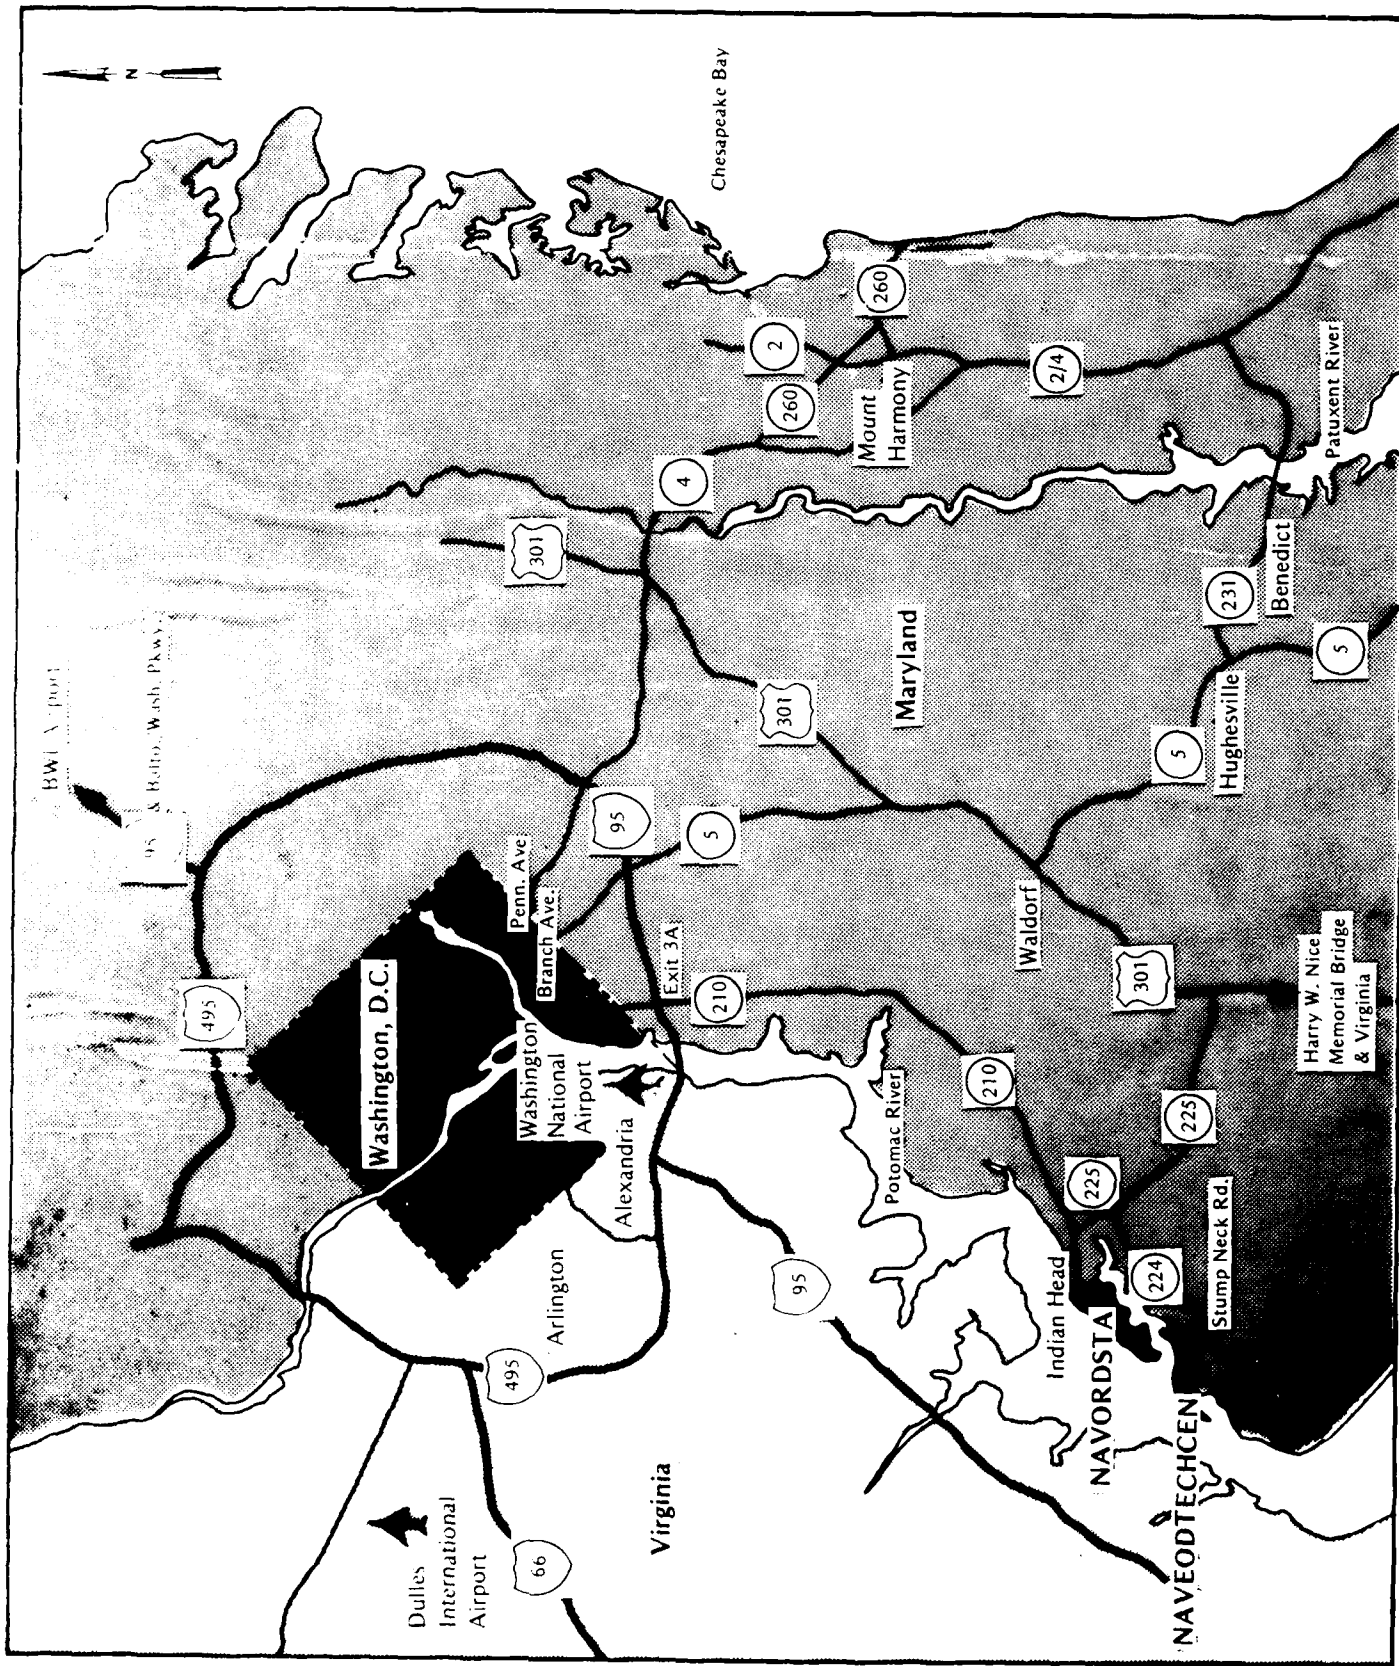 BWI Airport
N
95
& Balto. Wash. Pkwy.
495
Washington, D.C.
Dulles
International
Airport
495
Penn. Ave
Branch Ave.
66
301
Washington
National
Airport
Arlington
Alexandria
95
Virginia
Exit 3A
4
5
210
Chesapeake Bay
2
301
260
95
Mount
Harmony
260
Potomac River
Maryland
210
Waldorf
Indian Head
2/4
225
NAVORDSTA
301
224
5
NAVEODTECHCEN
225
Stump Neck Rd.
Hughesville
231
Benedict
Harry W. Nice
Memorial Bridge
& Virginia
Patuxent River
5